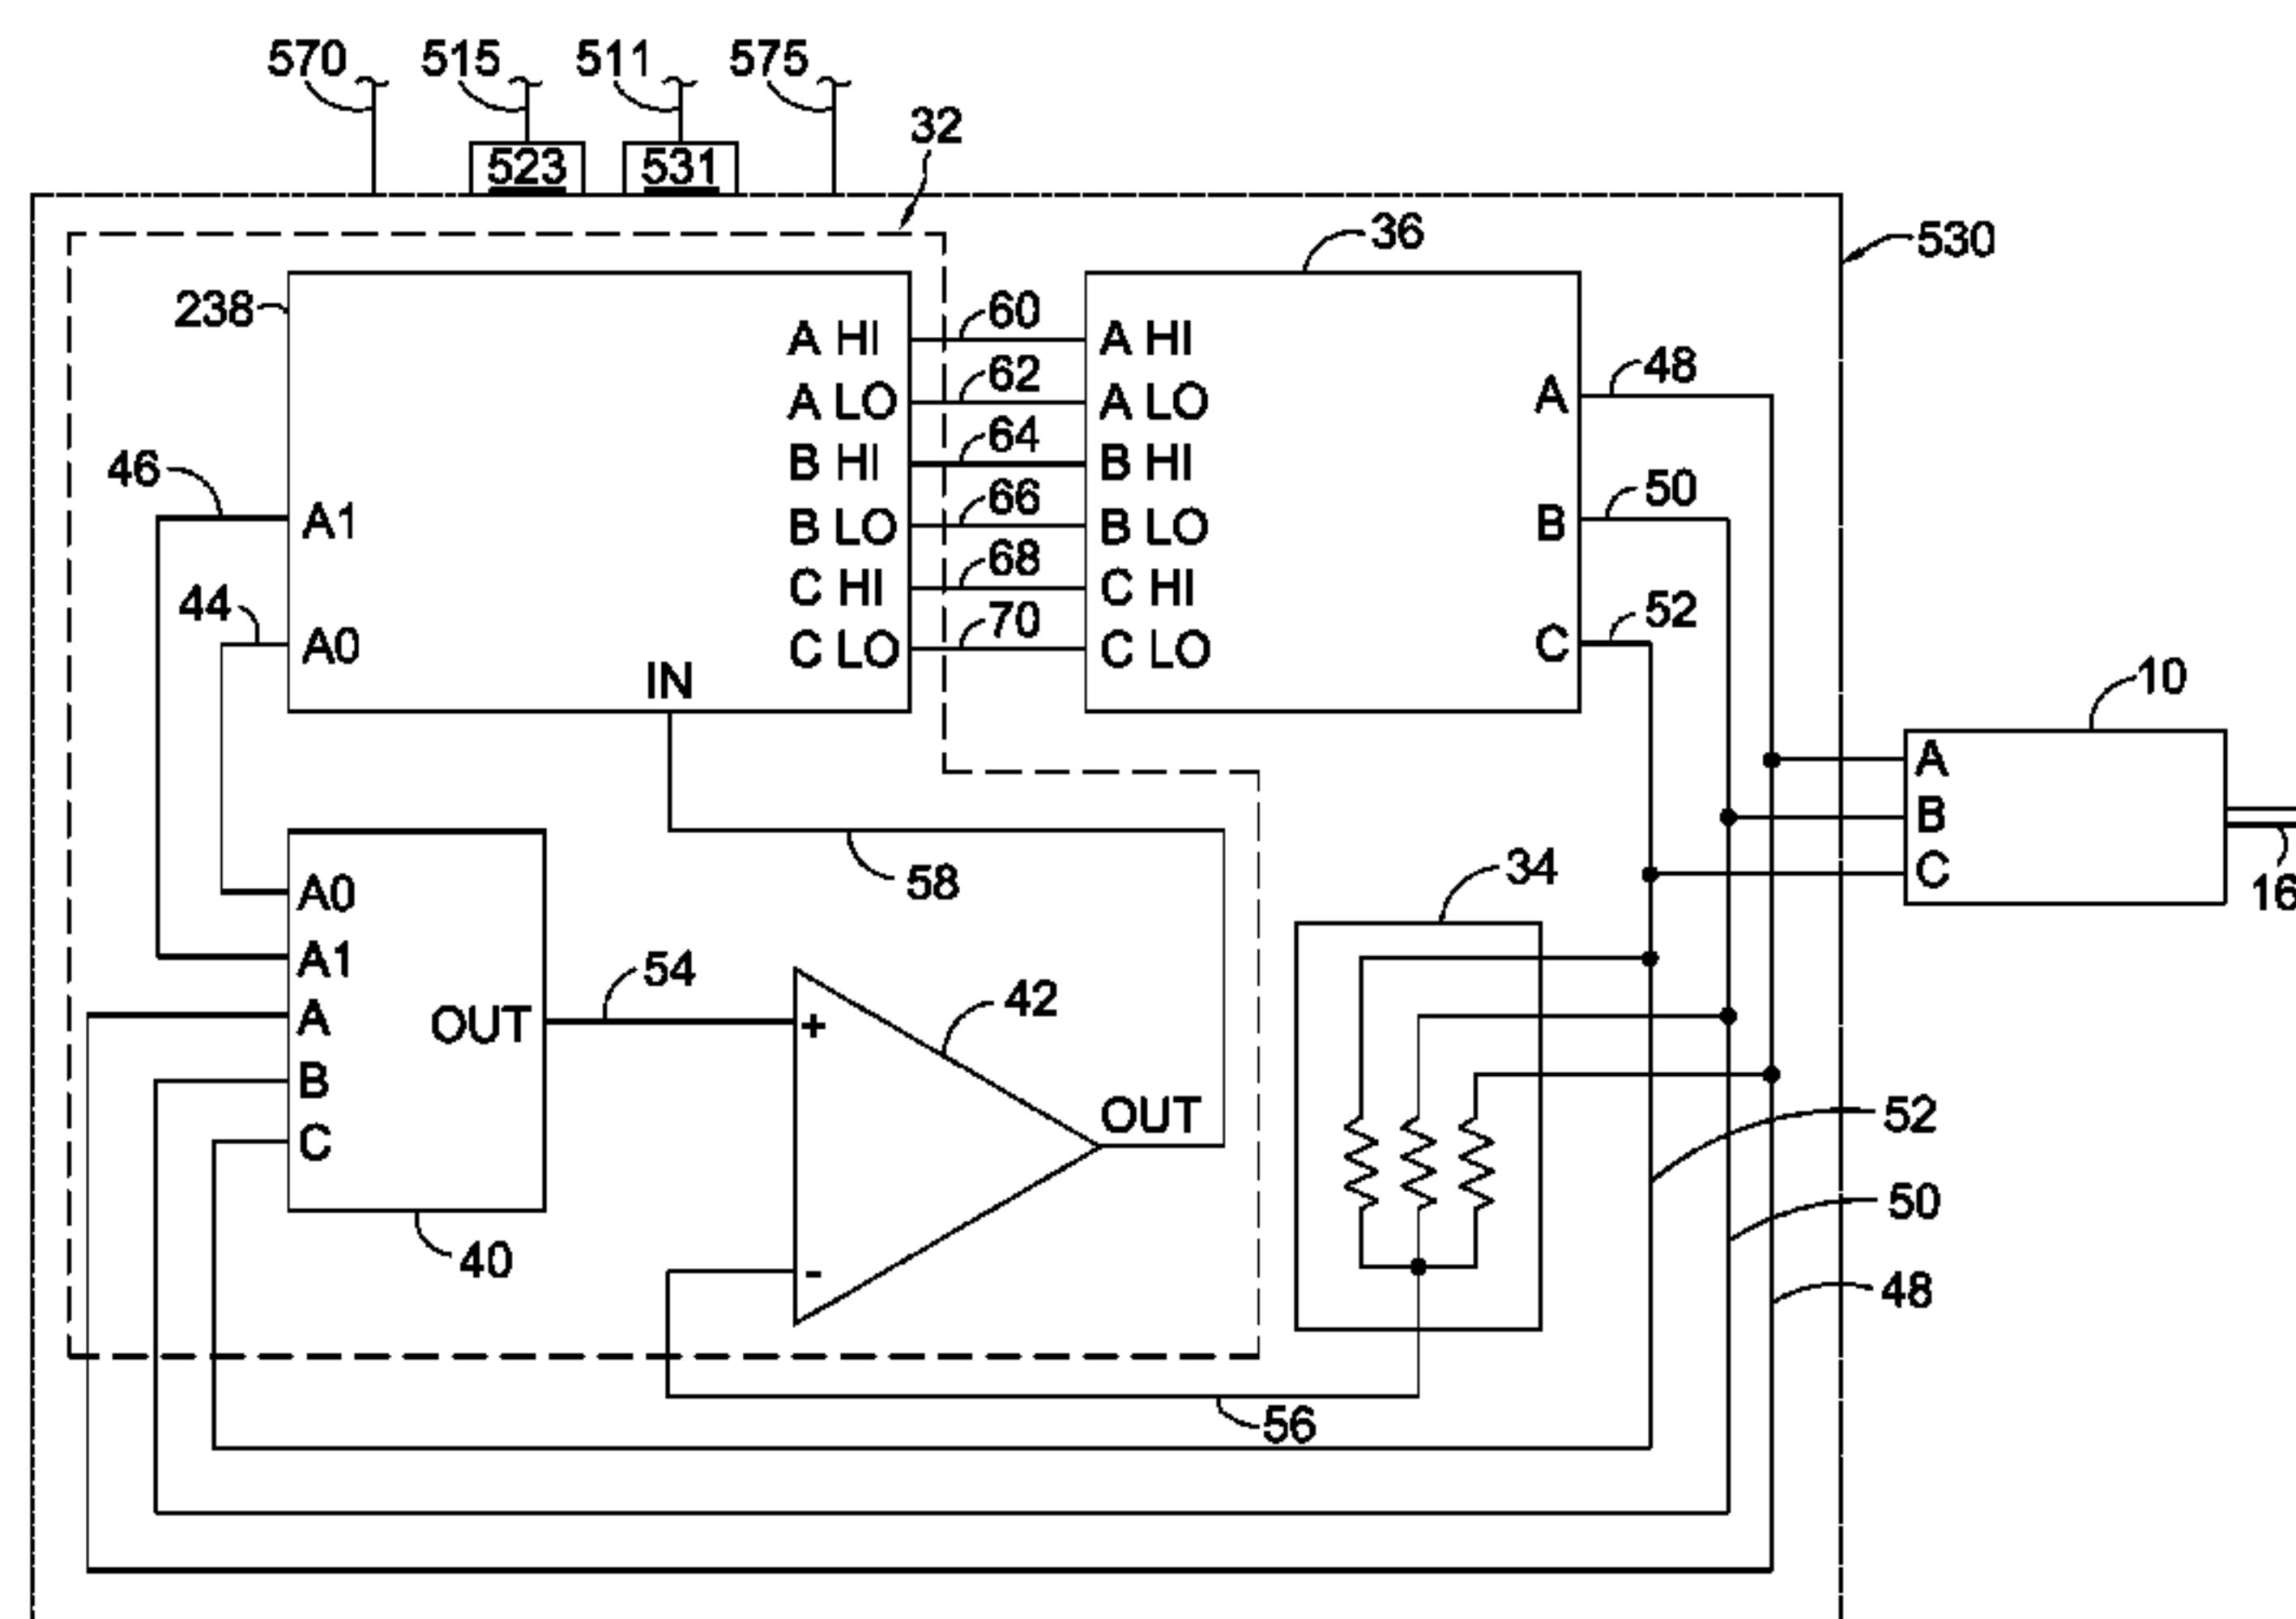 570 515 511 575
32
523 531
36
530
238
60
A HI A HI
62
48
A LO A LO
A
64
46
B HI B HI
50
66
A1
B LO B LO
B
68
44
C HI C HI
52
70
A0
C LO C LO
C
IN
10
A
B
58
34
C
16
A0
A1
54
42
A
OUT
+
B
OUT
52
C
50
40
-
48
56